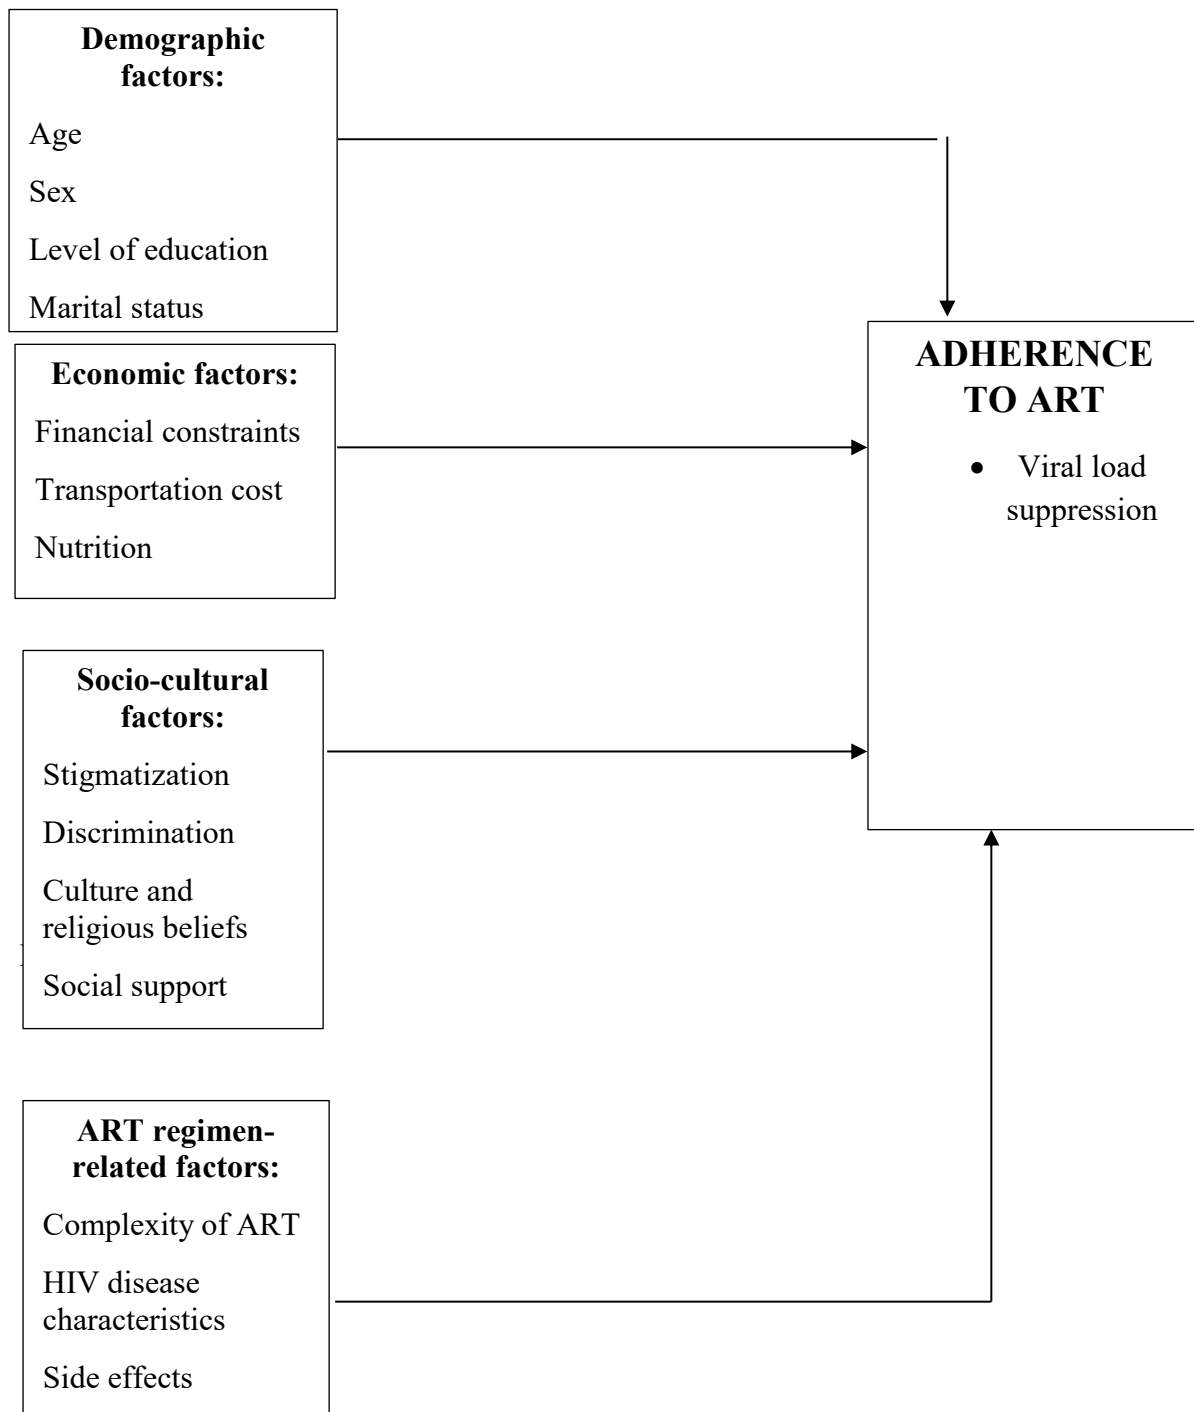 Demographic
factors:
Age
Sex
Level of education
Marital status
Economic factors:
Financial constraints
Transportation cost
Nutrition
Socio-cultural
factors:
Stigmatization
Discrimination
Culture and
religious beliefs
Social support
ART regimen-
related factors:
Complexity of ART
HIV disease
characteristics
Side effects
ADHERENCE
TO ART
• Viral load
suppression